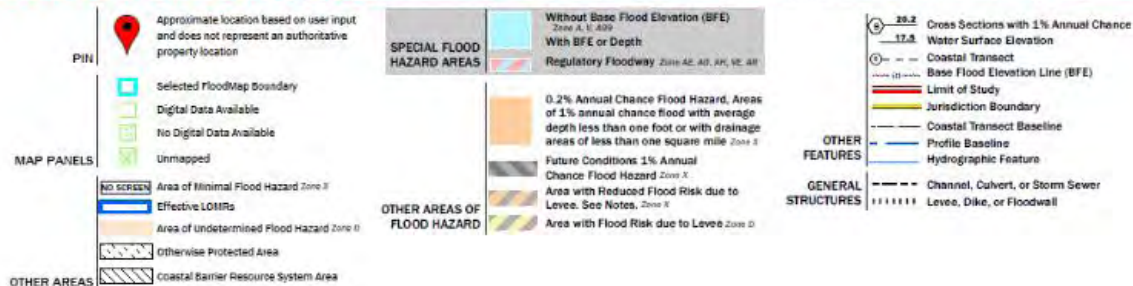 PIN
Approximate location based on user input
and does not represent an authoritative
property location
MAP PANELS
Selected FloodMap Boundary
Digital Data Available
No Digital Data Available
Unmapped
OTHER AREAS
NO SCREEN Area of Minimal Flood Hazard Zone X
Effective LOMRs
Area of Undetermined Flood Hazard Zone D
Otherwise Protected Area
Coastal Barrier Resource System Area
SPECIAL FLOOD
HAZARD AREAS
Without Base Flood Elevation (BFE)
Zone A, V, A99
With BFE or Depth
Regulatory Floodway Zone AE, AO, AH, VE, AR
OTHER AREAS OF
FLOOD HAZARD
0.2% Annual Chance Flood Hazard, Areas
of 1% annual chance flood with average
depth less than one foot or with drainage
areas of less than one square mile Zone X
Future Conditions 1% Annual
Chance Flood Hazard Zone X
Area with Reduced Flood Risk due to
Levee. See Notes. Zone X
Area with Flood Risk due to Levee Zone D
OTHER
FEATURES
20.2 Cross Sections with 1% Annual Chance
17.5 Water Surface Elevation
Coastal Transect
Base Flood Elevation Line (BFE)
Limit of Study
Jurisdiction Boundary
Coastal Transect Baseline
Profile Baseline
Hydrographic Feature
GENERAL
STRUCTURES
Channel, Culvert, or Storm Sewer
Levee, Dike, or Floodwall